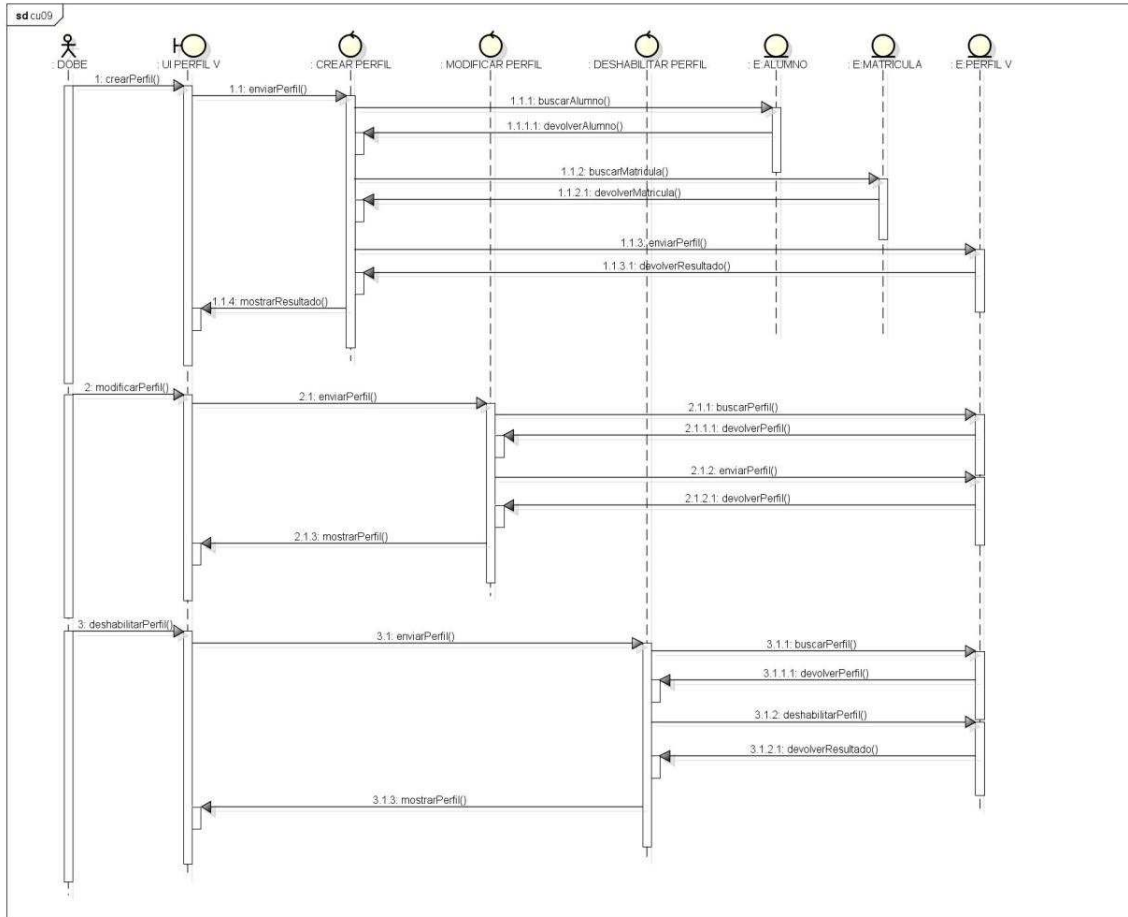 sd cu09
: DOBE
: UI PERFIL V
: CREAR PERFIL
: MODIFICAR PERFIL
: DESHABILITAR PERFIL
: E ALUMNO
: E:MATRICULA
: E:PERFIL V
1: crearPerfil()
1.1: enviarPerfil()
1.1.1: buscarAlumno()
1.1.1.1: devolverAlumno()
1.1.2: buscarMatricula()
1.1.2.1: devolverMatricula()
1.1.3: enviarPerfil()
1.1.3.1: devolverResultado()
1.1.4: mostrarResultado()
2: modificarPerfil()
2.1: enviarPerfil()
2.1.1: buscarPerfil()
2.1.1.1: devolverPerfil()
2.1.2: enviarPerfil()
2.1.2.1: devolverPerfil()
2.1.3: mostrarPerfil()
3: deshabilitarPerfil()
3.1: enviarPerfil()
3.1.1: buscarPerfil()
3.1.1.1: devolverPerfil()
3.1.2: deshabilitarPerfil()
3.1.2.1: devolverResultado()
3.1.3: mostrarPerfil()